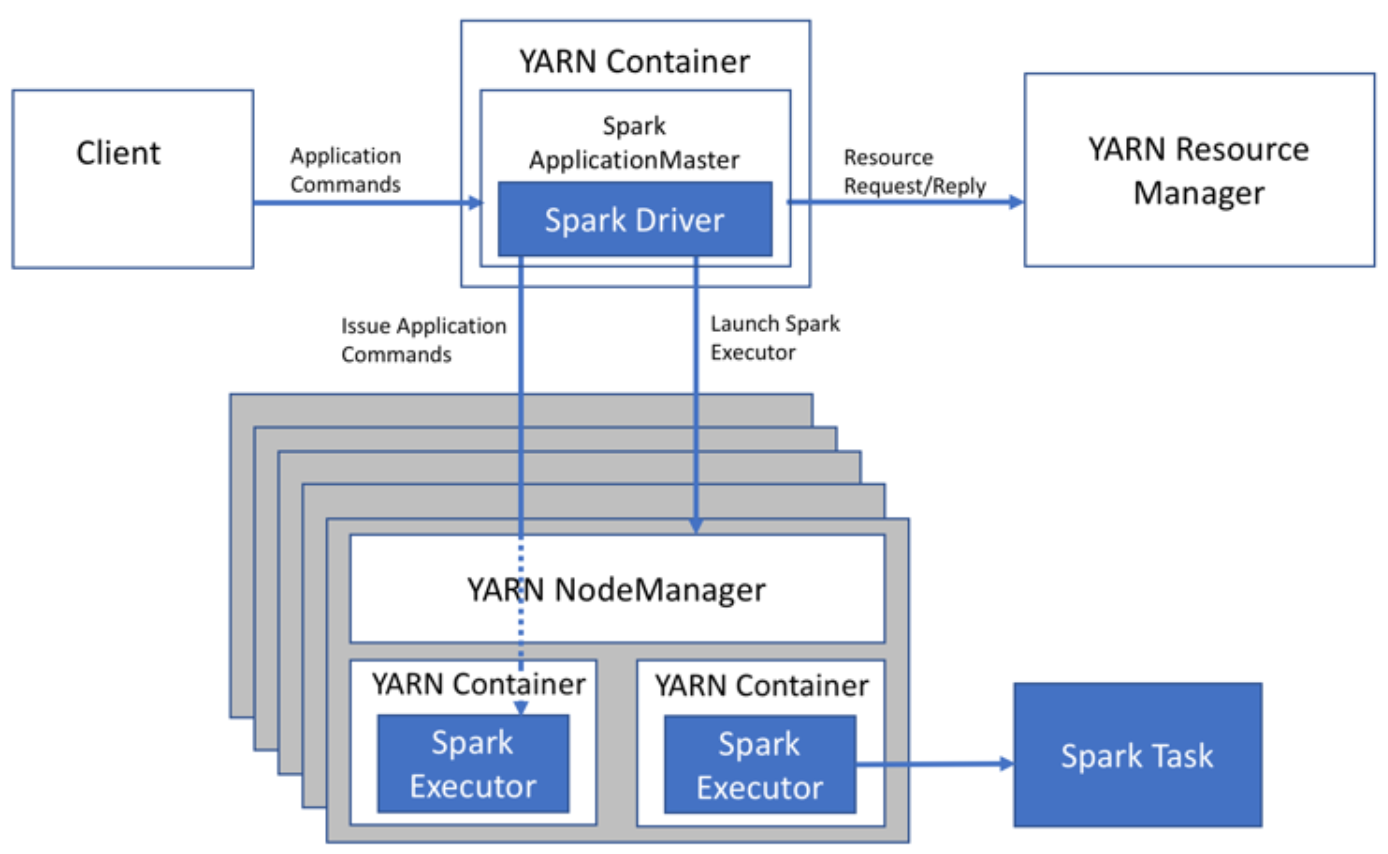 YARN Container
Client
Spark
ApplicationMaster
Spark Driver
Application
Commands
Resource
Request/Reply
YARN Resource
Manager
Issue Application
Commands
Launch Spark
Executor
YARN NodeManager
YARN Container
Spark
Executor
YARN Container
Spark
Executor
Spark Task